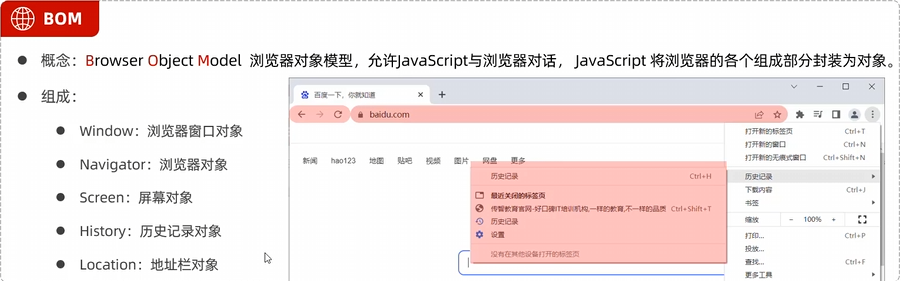 BOM
概念：Browser Object Model 浏览器对象模型，允许JavaScript与浏览器对话， JavaScript 将浏览器的各个组成部分封装为对象。
组成：
Window：浏览器窗口对象
Navigator：浏览器对象
Screen：屏幕对象
History：历史记录对象
Location：地址栏对象
百度一下，你就知道
baidu.com
新闻 hao123 地图 贴吧 视频 图片 网盘 更多
历史记录 Ctrl+H
最近关闭的标签页
传智教育官网-好口碑IT培训机构,一样的教育,不一样的品质 Ctrl+Shift+T
历史记录
设置
没有在其他设备打开的标签页
打开新的标签页 Ctrl+T
打开新的窗口 Ctrl+N
打开新的无痕式窗口 Ctrl+Shift+N
历史记录
下载内容 Ctrl+J
书签
缩放 − 100% +
打印... Ctrl+P
投放...
查找... Ctrl+F
更多工具